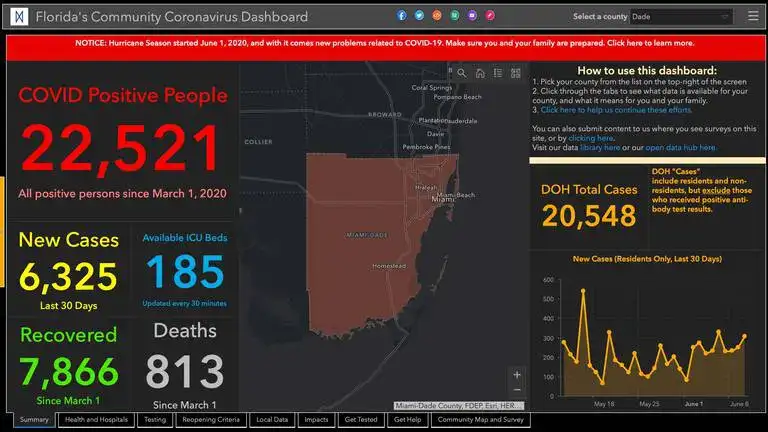 Florida's Community Coronavirus Dashboard
Select a county
Dade
NOTICE: Hurricane Season started June 1, 2020, and with it comes new problems related to COVID-19. Make sure you and your family are prepared. Click here to learn more.
COVID Positive People
22,521
All positive persons since March 1, 2020
New Cases
6,325
Last 30 Days
Available ICU Beds
185
Updated every 30 minutes
Recovered
7,866
Since March 1
Deaths
813
Since March 1
Coral Springs
Pompano Beach
BROWARD
Plantation
auderdale
Davie
COLLIER
Pembroke Pines
Hialeah
Miami Beach
Miami
MIAMI-DADE
Homestead
Miami-Dade County, FDEP, Esri, HER...
How to use this dashboard:
1. Pick your county from the list on the top-right of the screen
2. Click through the tabs to see what data is available for your
county, and what it means for you and your family.
3. Click here to help us continue these efforts.
You can also submit content to us where you see surveys on this
site, or by clicking here.
Visit our data library here or our open data hub here.
DOH Total Cases
20,548
DOH "Cases"
include residents and non-
residents, but exclude those
who received positive anti-
body test results.
New Cases (Residents Only, Last 30 Days)
600
500
400
300
200
100
0
May 18
May 25
June 1
June 8
Summary
Health and Hospitals
Testing
Reopening Criteria
Local Data
Impacts
Get Tested
Get Help
Community Map and Survey